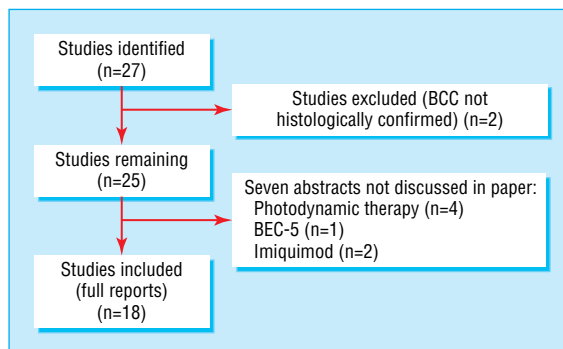 Studies identified
(n=27)
Studies excluded (BCC not
histologically confirmed) (n=2)
Studies remaining
(n=25)
Seven abstracts not discussed in paper:
Photodynamic therapy (n=4)
BEC-5 (n=1)
Imiquimod (n=2)
Studies included
(full reports)
(n=18)